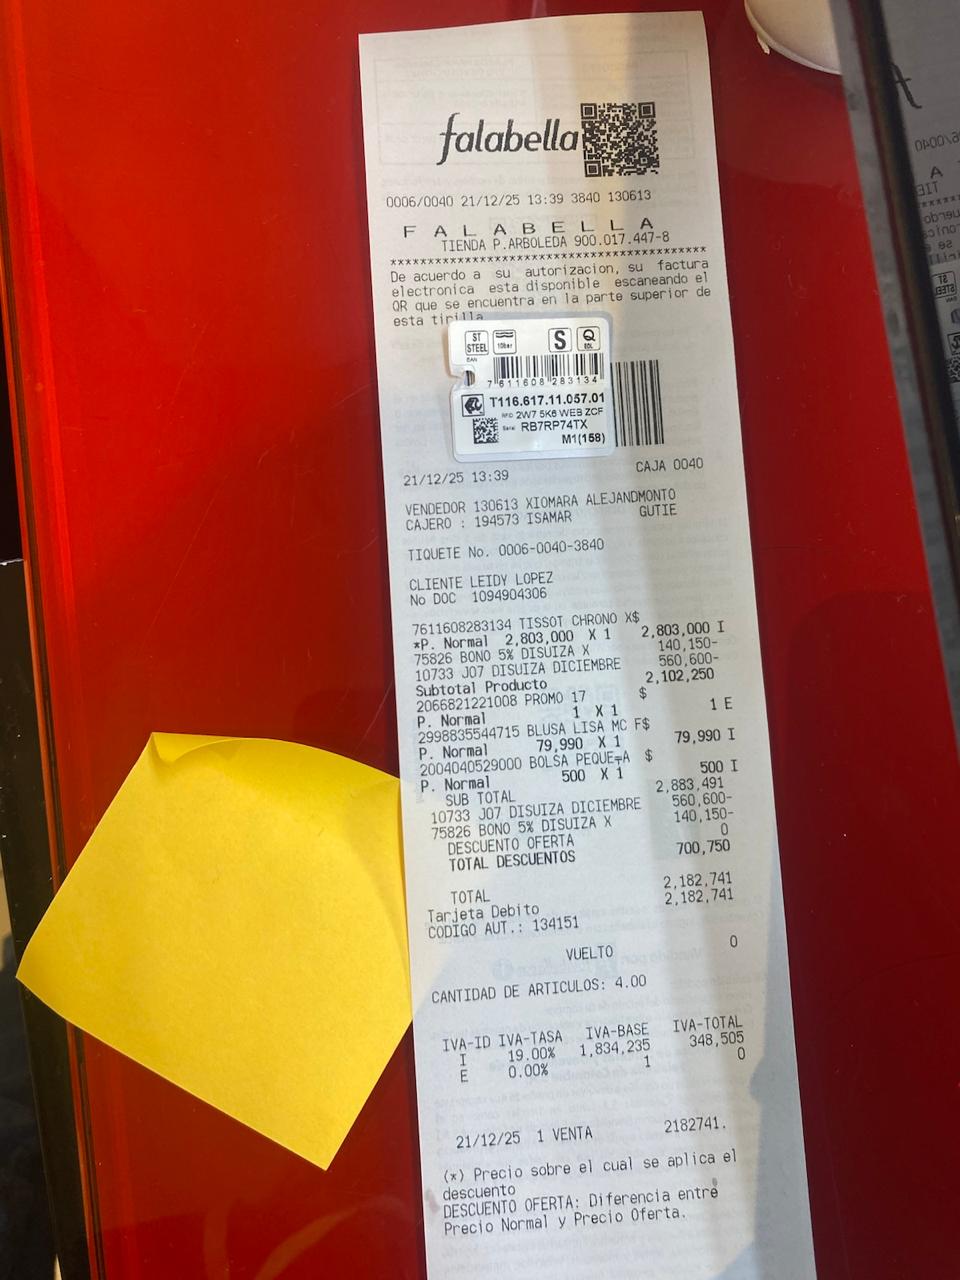 falabella
0006/0040 21/12/25 13:39 3840 130613
F A L A B E L L A
TIENDA P.ARBOLEDA 900.017.447-8
****************************************
De acuerdo a su autorizacion, su factura
electronica esta disponible escaneando el
QR que se encuentra en la parte superior de
esta tirilla
ST STEEL 10bar S Q EOL
EAN
7 611608 283134
T116.617.11.057.01
RFID 2W7 5K6 WEB ZCF
Serial RB7RP74TX
M1(158)
21/12/25 13:39 CAJA 0040
VENDEDOR 130613 XIOMARA ALEJANDMONTO
CAJERO : 194573 ISAMAR GUTIE
TIQUETE No. 0006-0040-3840
CLIENTE LEIDY LOPEZ
No DOC 1094904306
7611608283134 TISSOT CHRONO X$
*P. Normal 2,803,000 X 1 2,803,000 I
75826 BONO 5% DISUIZA X 140,150-
10733 J07 DISUIZA DICIEMBRE 560,600-
Subtotal Producto 2,102,250
2066821221008 PROMO 17 $
P. Normal 1 X 1 1 E
2998835544715 BLUSA LISA MC F$
P. Normal 79,990 X 1 79,990 I
2004040529000 BOLSA PEQUE╤A $
P. Normal 500 X 1 500 I
SUB TOTAL 2,883,491
10733 J07 DISUIZA DICIEMBRE 560,600-
75826 BONO 5% DISUIZA X 140,150-
DESCUENTO OFERTA 0
TOTAL DESCUENTOS 700,750
TOTAL 2,182,741
Tarjeta Debito 2,182,741
CODIGO AUT.: 134151
VUELTO 0
CANTIDAD DE ARTICULOS: 4.00
IVA-ID IVA-TASA IVA-BASE IVA-TOTAL
I 19.00% 1,834,235 348,505
E 0.00% 1 0
21/12/25 1 VENTA 2182741.
(*) Precio sobre el cual se aplica el
descuento
DESCUENTO OFERTA: Diferencia entre
Precio Normal y Precio Oferta.